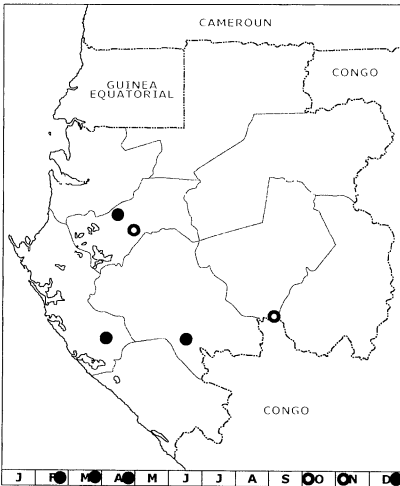 CAMEROUN
CONGO
GUINEA
EQUATORIAL
CONGO
J F M A M J J A S O N D